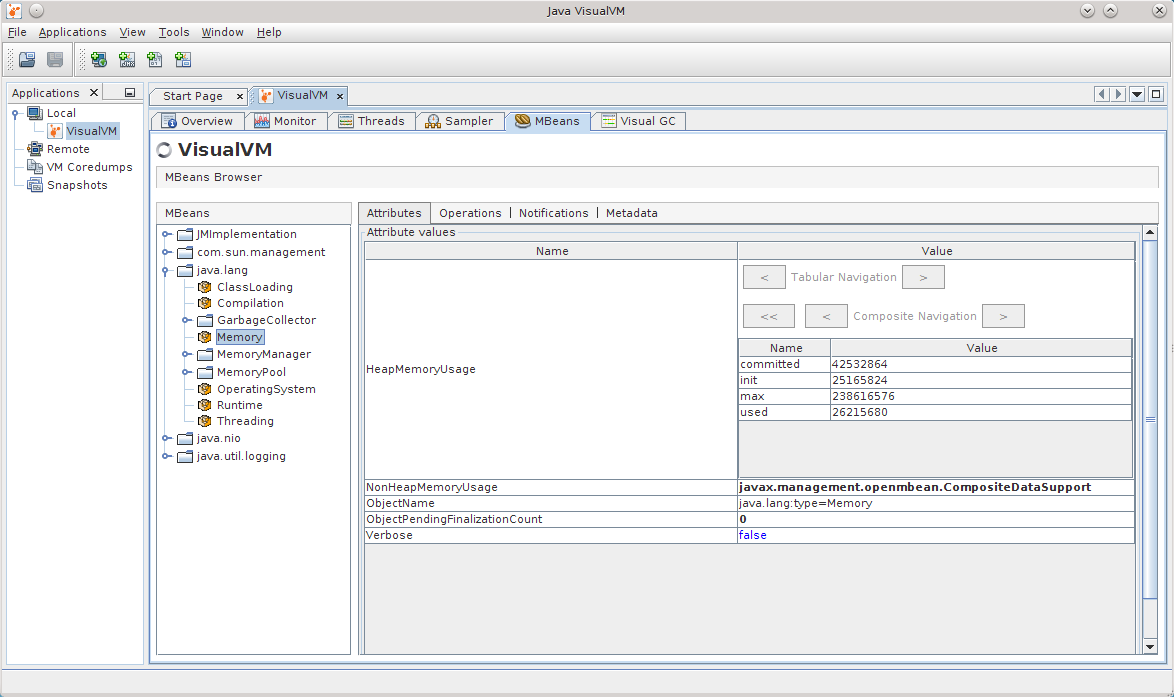 Java VisualVM
File Applications View Tools Window Help
Applications
Local
VisualVM
Remote
VM Coredumps
Snapshots
Start Page VisualVM
Overview Monitor Threads Sampler MBeans Visual GC
VisualVM
MBeans Browser
MBeans
JMImplementation
com.sun.management
java.lang
ClassLoading
Compilation
GarbageCollector
Memory
MemoryManager
MemoryPool
OperatingSystem
Runtime
Threading
java.nio
java.util.logging
Attributes Operations Notifications Metadata
Attribute values
Name Value
HeapMemoryUsage
< Tabular Navigation >
<< < Composite Navigation >
Name Value
committed 42532864
init 25165824
max 238616576
used 26215680
NonHeapMemoryUsage javax.management.openmbean.CompositeDataSupport
ObjectName java.lang:type=Memory
ObjectPendingFinalizationCount 0
Verbose false